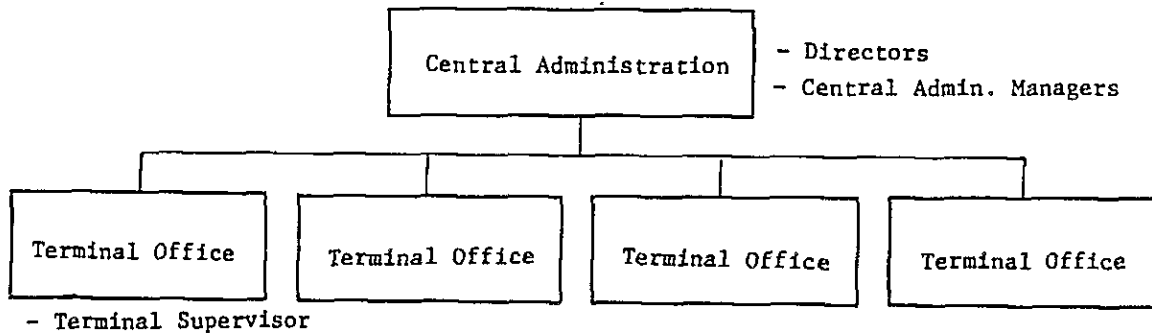 Central Administration
- Directors
- Central Admin. Managers
Terminal Office
Terminal Office
Terminal Office
Terminal Office
- Terminal Supervisor